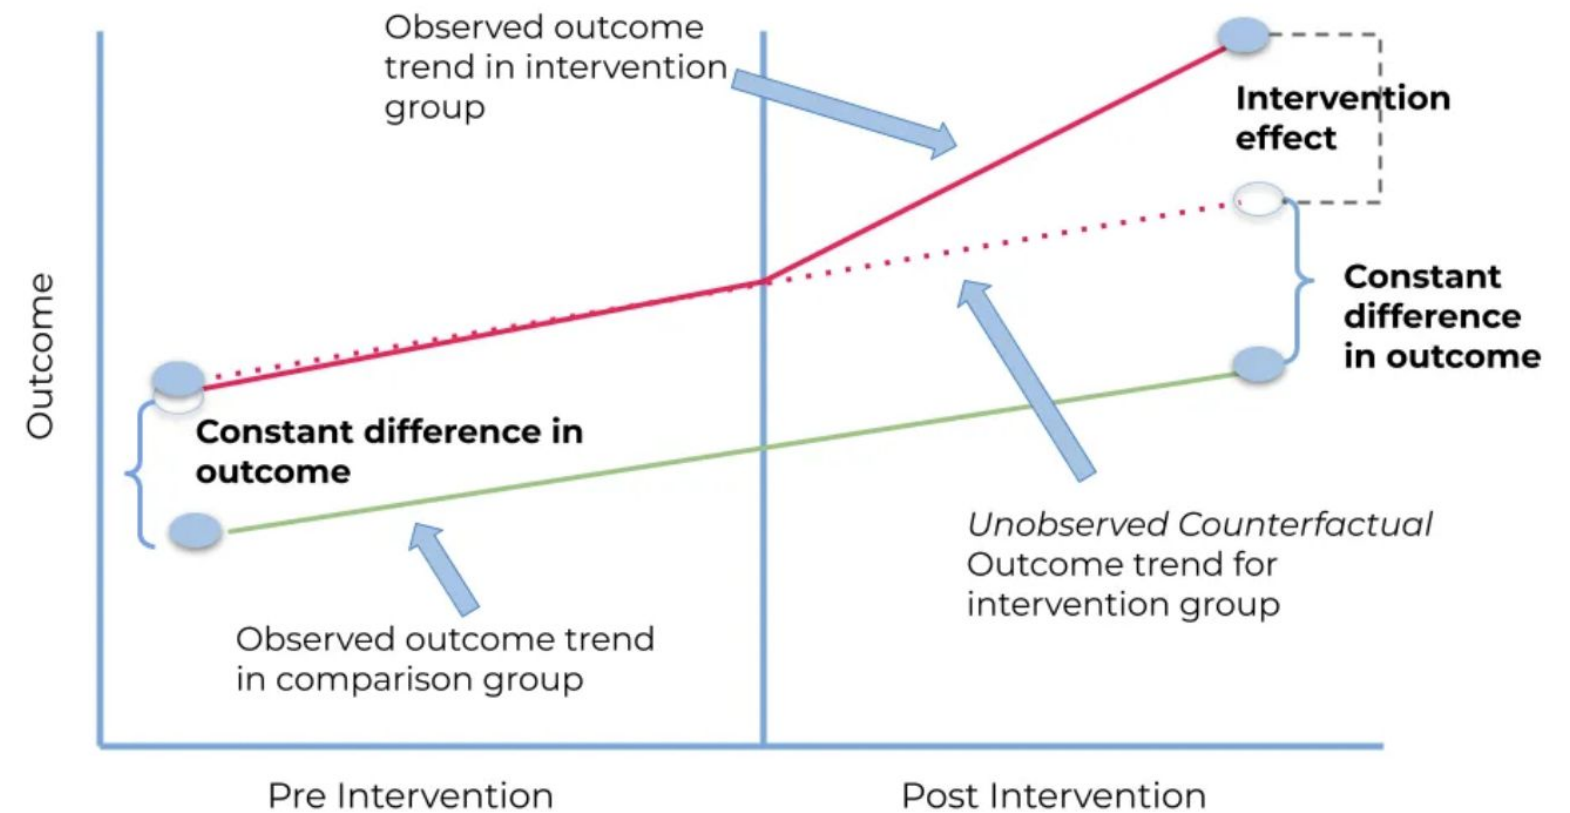 Observed outcome
trend in intervention
group
Intervention
effect
Constant
difference
in outcome
Outcome
Constant difference in
outcome
Unobserved Counterfactual
Outcome trend for
intervention group
Observed outcome trend
in comparison group
Pre Intervention
Post Intervention